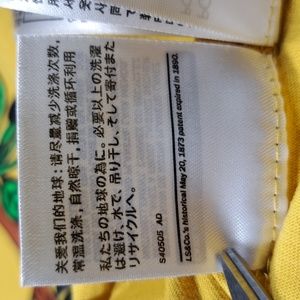 关爱我们的地球：请尽量减少洗涤次数，
常温洗涤、自然晾干，捐赠或循环利用
私たちの地球の為に。必要以上の洗濯
は避け、水で、吊り干し、そして寄付また
リサイクルへ。
S40505 AD
LS&Co.'s historical May 20, 1873 patent expired in 1890.